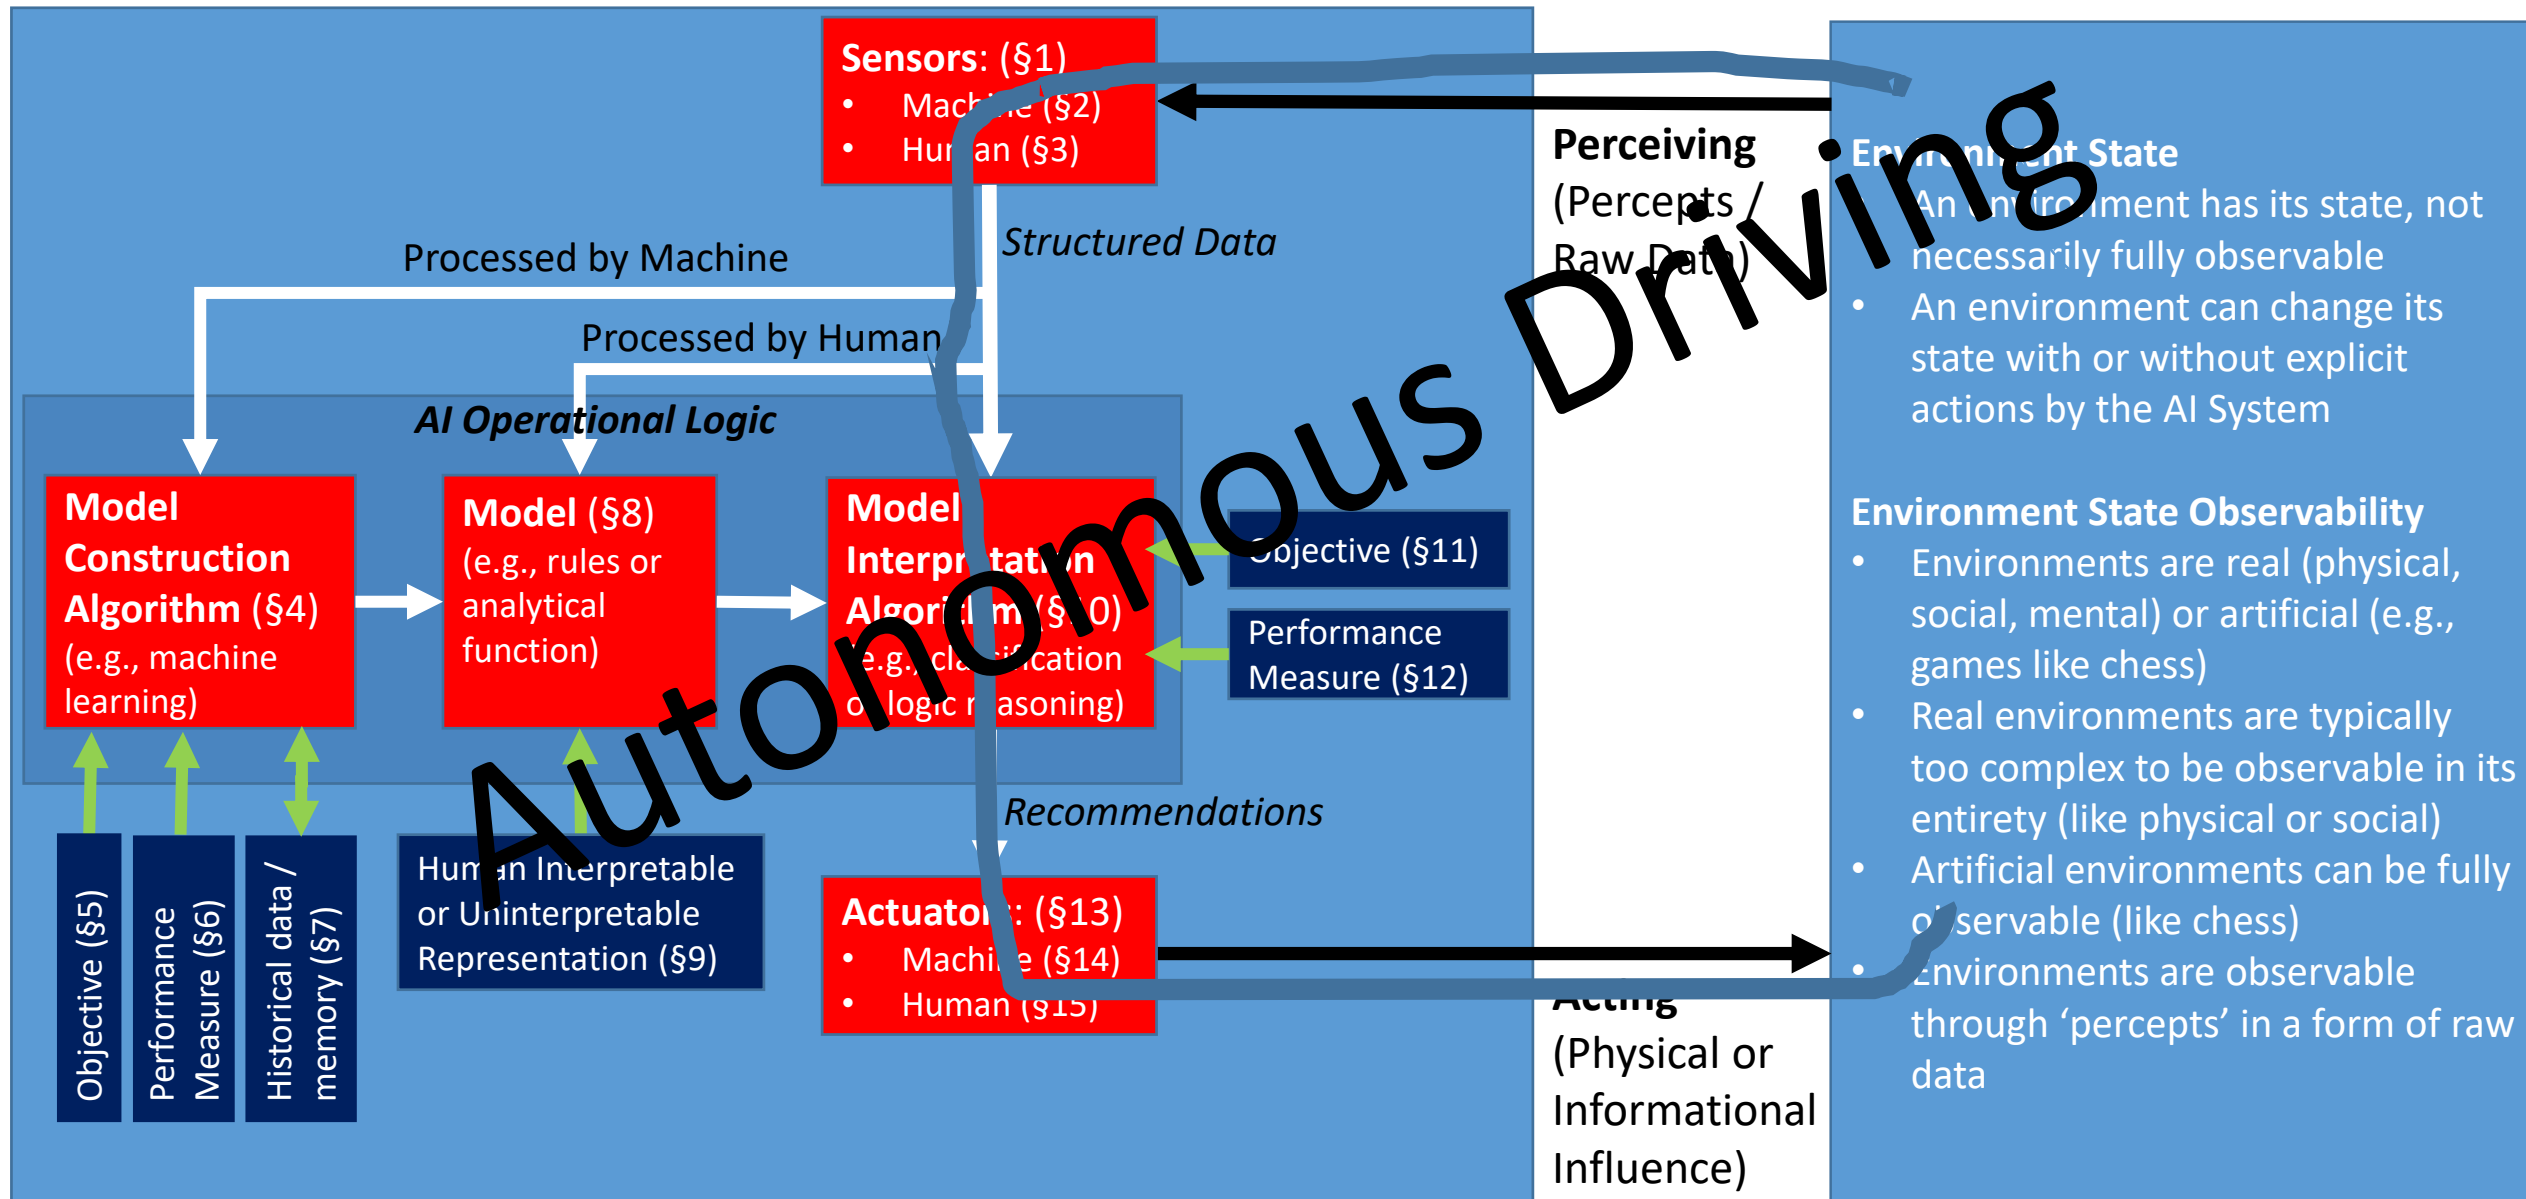 Sensors: (§1)
• Machine (§2)
• Human (§3)
Structured Data
Processed by Machine
Processed by Human
AI Operational Logic
Model
Construction
Algorithm (§4)
(e.g., machine
learning)
Model (§8)
(e.g., rules or
analytical
function)
Model
Interpretation
Algorithm (§10)
(e.g., classification
or logic reasoning)
Objective (§11)
Performance
Measure (§12)
Objective (§5)
Performance
Measure (§6)
Historical data /
memory (§7)
Human Interpretable
or Uninterpretable
Representation (§9)
Recommendations
Actuators: (§13)
• Machine (§14)
• Human (§15)
Perceiving
(Percepts /
Raw Data)
Acting
(Physical or
Informational
Influence)
Environment State
• An environment has its state, not
necessarily fully observable
• An environment can change its
state with or without explicit
actions by the AI System
Environment State Observability
• Environments are real (physical,
social, mental) or artificial (e.g.,
games like chess)
• Real environments are typically
too complex to be observable in its
entirety (like physical or social)
• Artificial environments can be fully
observable (like chess)
• Environments are observable
through ‘percepts’ in a form of raw
data
Autonomous Driving